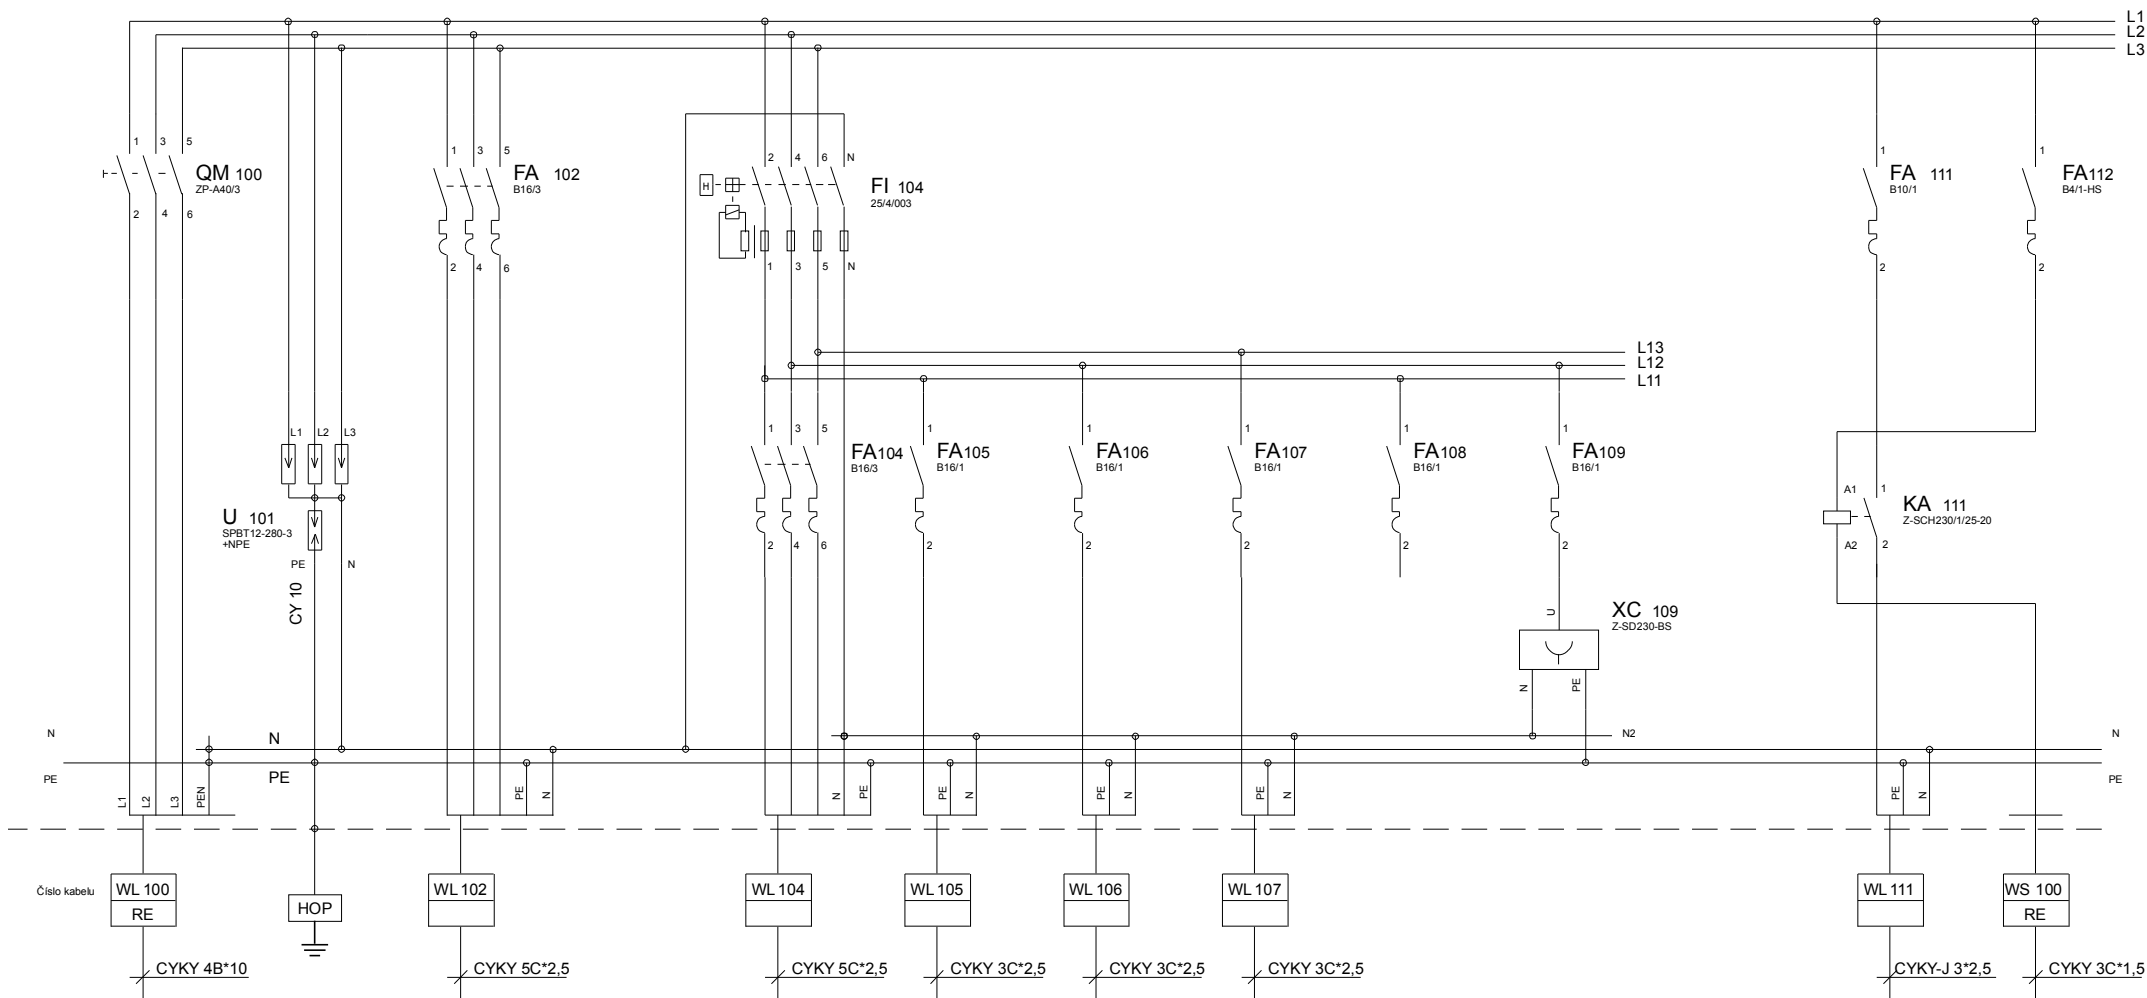 L1
L2
L3
1 3 5
QM 100
ZP-A40/3
2 4 6
1 3 5
FA 102
B16/3
2 4 6
2 4 6 N
H
FI 104
25/4/003
1 3 5 N
1
FA 111
B10/1
2
1
FA112
B4/1-HS
2
L13
L12
L11
L1 L2 L3
U 101
SPBT12-280-3
+NPE
PE N
CY 10
1 3 5
FA104
B16/3
2 4 6
1
FA105
B16/1
2
1
FA106
B16/1
2
1
FA107
B16/1
2
1
FA108
B16/1
2
1
FA109
B16/1
2
A1 1
KA 111
Z-SCH230/1/25-20
A2 2
U
XC 109
Z-SD230-BS
N PE
N N N2 N
PE PE PE
L1 L2 L3 PEN PE N N PE PE N PE N PE N PE N
Číslo kabelu
WL 100
RE
HOP
WL 102
WL 104
WL 105
WL 106
WL 107
WL 111
WS 100
RE
CYKY 4B*10
CYKY 5C*2,5
CYKY 5C*2,5
CYKY 3C*2,5
CYKY 3C*2,5
CYKY 3C*2,5
CYKY-J 3*2,5
CYKY 3C*1,5